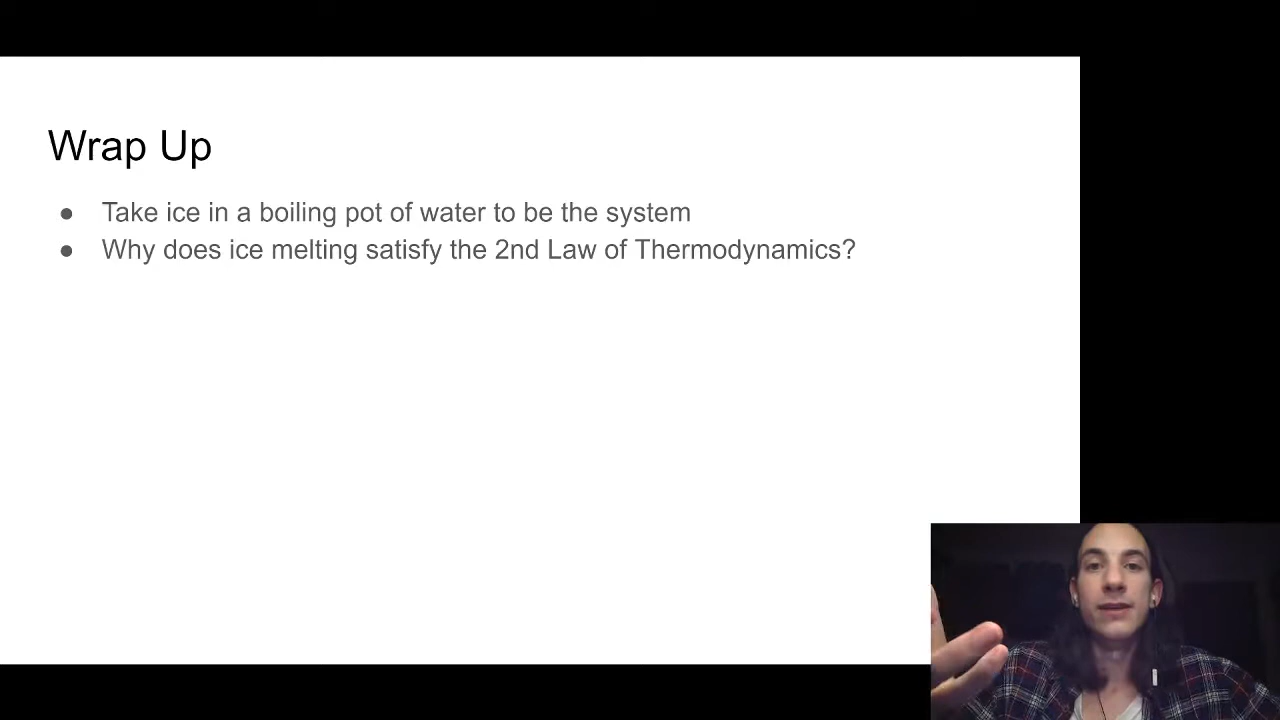 Wrap Up
● Take ice in a boiling pot of water to be the system
● Why does ice melting satisfy the 2nd Law of Thermodynamics?